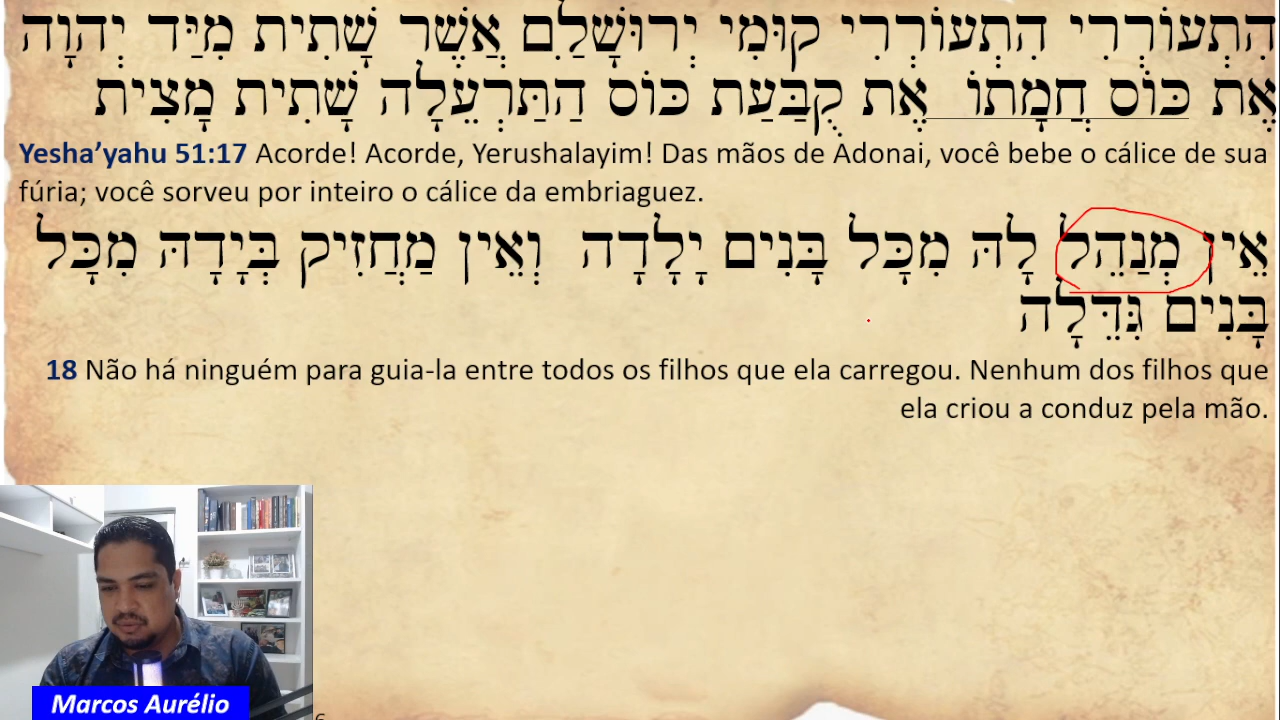 הִתְעוֹרְרִי הִתְעוֹרְרִי קוּמִי יְרוּשָׁלִַם אֲשֶׁר שָׁתִית מִיַּד יְהוָה
אֶת כּוֹס חֲמָתוֹ אֶת קֻבַּעַת כּוֹס הַתַּרְעֵלָה שָׁתִית מָצִית
Yesha’yahu 51:17 Acorde! Acorde, Yerushalayim! Das mãos de Adonai, você bebe o cálice de sua
fúria; você sorveu por inteiro o cálice da embriaguez.
אֵין מְנַהֵל לָהּ מִכָּל בָּנִים יָלָדָה וְאֵין מַחֲזִיק בְּיָדָהּ מִכָּל
בָּנִים גִּדֵּלָה
18 Não há ninguém para guia-la entre todos os filhos que ela carregou. Nenhum dos filhos que
ela criou a conduz pela mão.
Marcos Aurélio
6